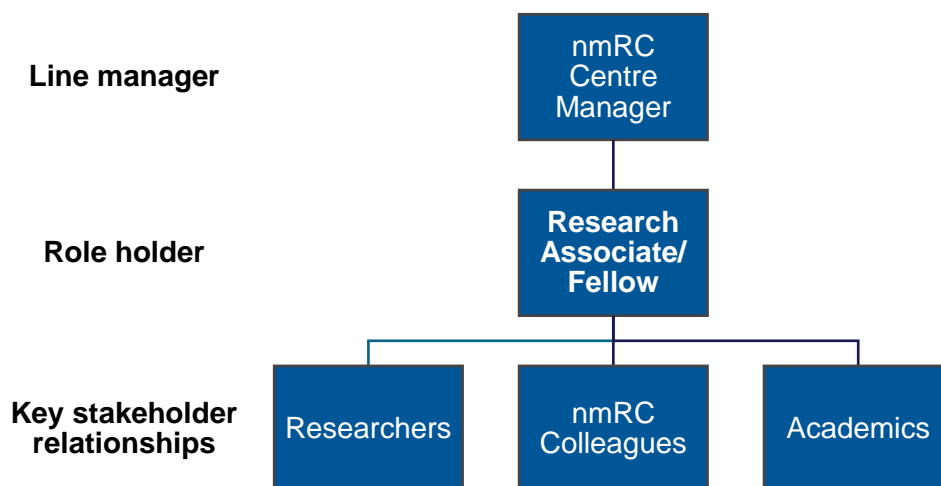 Line manager
nmRC
Centre
Manager
Role holder
Research
Associate/
Fellow
Key stakeholder
relationships
Researchers
nmRC
Colleagues
Academics